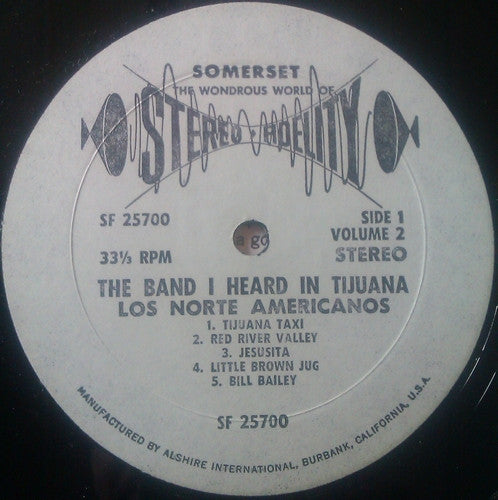 SOMERSET
THE WONDROUS WORLD OF
STEREO • FIDELITY
SF 25700
SIDE 1
VOLUME 2
33⅓ RPM
STEREO
a go
THE BAND I HEARD IN TIJUANA
LOS NORTE AMERICANOS
1. TIJUANA TAXI
2. RED RIVER VALLEY
3. JESUSITA
4. LITTLE BROWN JUG
5. BILL BAILEY
SF 25700
MANUFACTURED BY ALSHIRE INTERNATIONAL, BURBANK, CALIFORNIA, U.S.A.